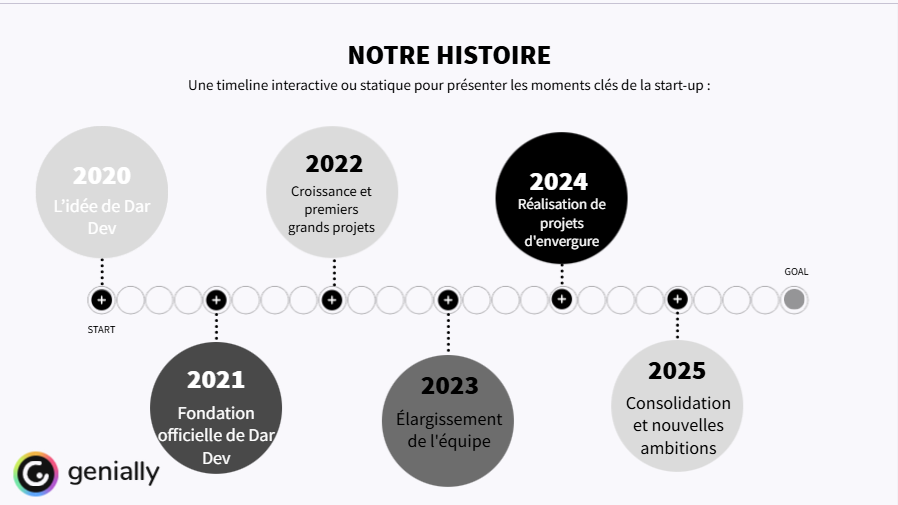 NOTRE HISTOIRE
Une timeline interactive ou statique pour présenter les moments clés de la start-up :
2020
L'idée de Dar
Dev
2022
Croissance et
premiers
grands projets
2024
Réalisation de
projets
d'envergure
GOAL
START
2021
Fondation
officielle de Dar
Dev
2023
Élargissement
de l'équipe
2025
Consolidation
et nouvelles
ambitions
genially